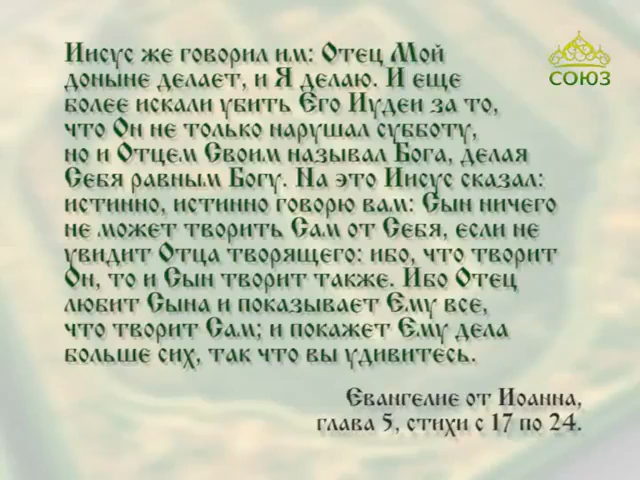 Иисус же говорил им: Отец Мой
доныне делает, и Я делаю. И еще
более искали убить Его Иудеи за то,
что Он не только нарушал субботу,
но и Отцем Своим называл Бога, делая
Себя равным Богу. На это Иисус сказал:
истинно, истинно говорю вам: Сын ничего
не может творить Сам от Себя, если не
увидит Отца творящего: ибо, что творит
Он, то и Сын творит также. Ибо Отец
любит Сына и показывает Ему все,
что творит Сам; и покажет Ему дела
больше сих, так что вы удивитесь.
Евангелие от Иоанна,
глава 5, стихи с 17 по 24.
СОЮЗ